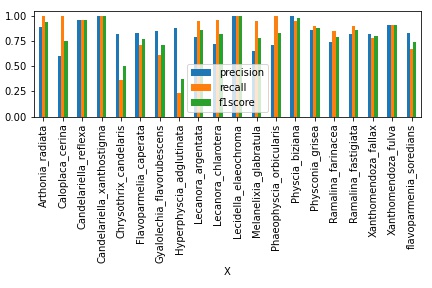 1.00
0.75
0.50
0.25
0.00
precision
recall
f1score
Arthonia_radiata
Caloplaca_cerina
Candelariella_reflexa
Candelariella_xanthostigma
Chrysothrix_candelaris
Flavoparmelia_caperata
Gyalolechia_flavorubescens
Hyperphyscia_adglutinata
Lecanora_argentata
Lecanora_chlarotera
Lecidella_elaeochroma
Melanelixia_glabratula
Phaeophyscia_orbicularis
Physcia_biziana
Physconia_grisea
Ramalina_farinacea
Ramalina_fastigiata
Xanthomendoza_fallax
Xanthomendoza_fulva
flavoparmenia_soredians
X